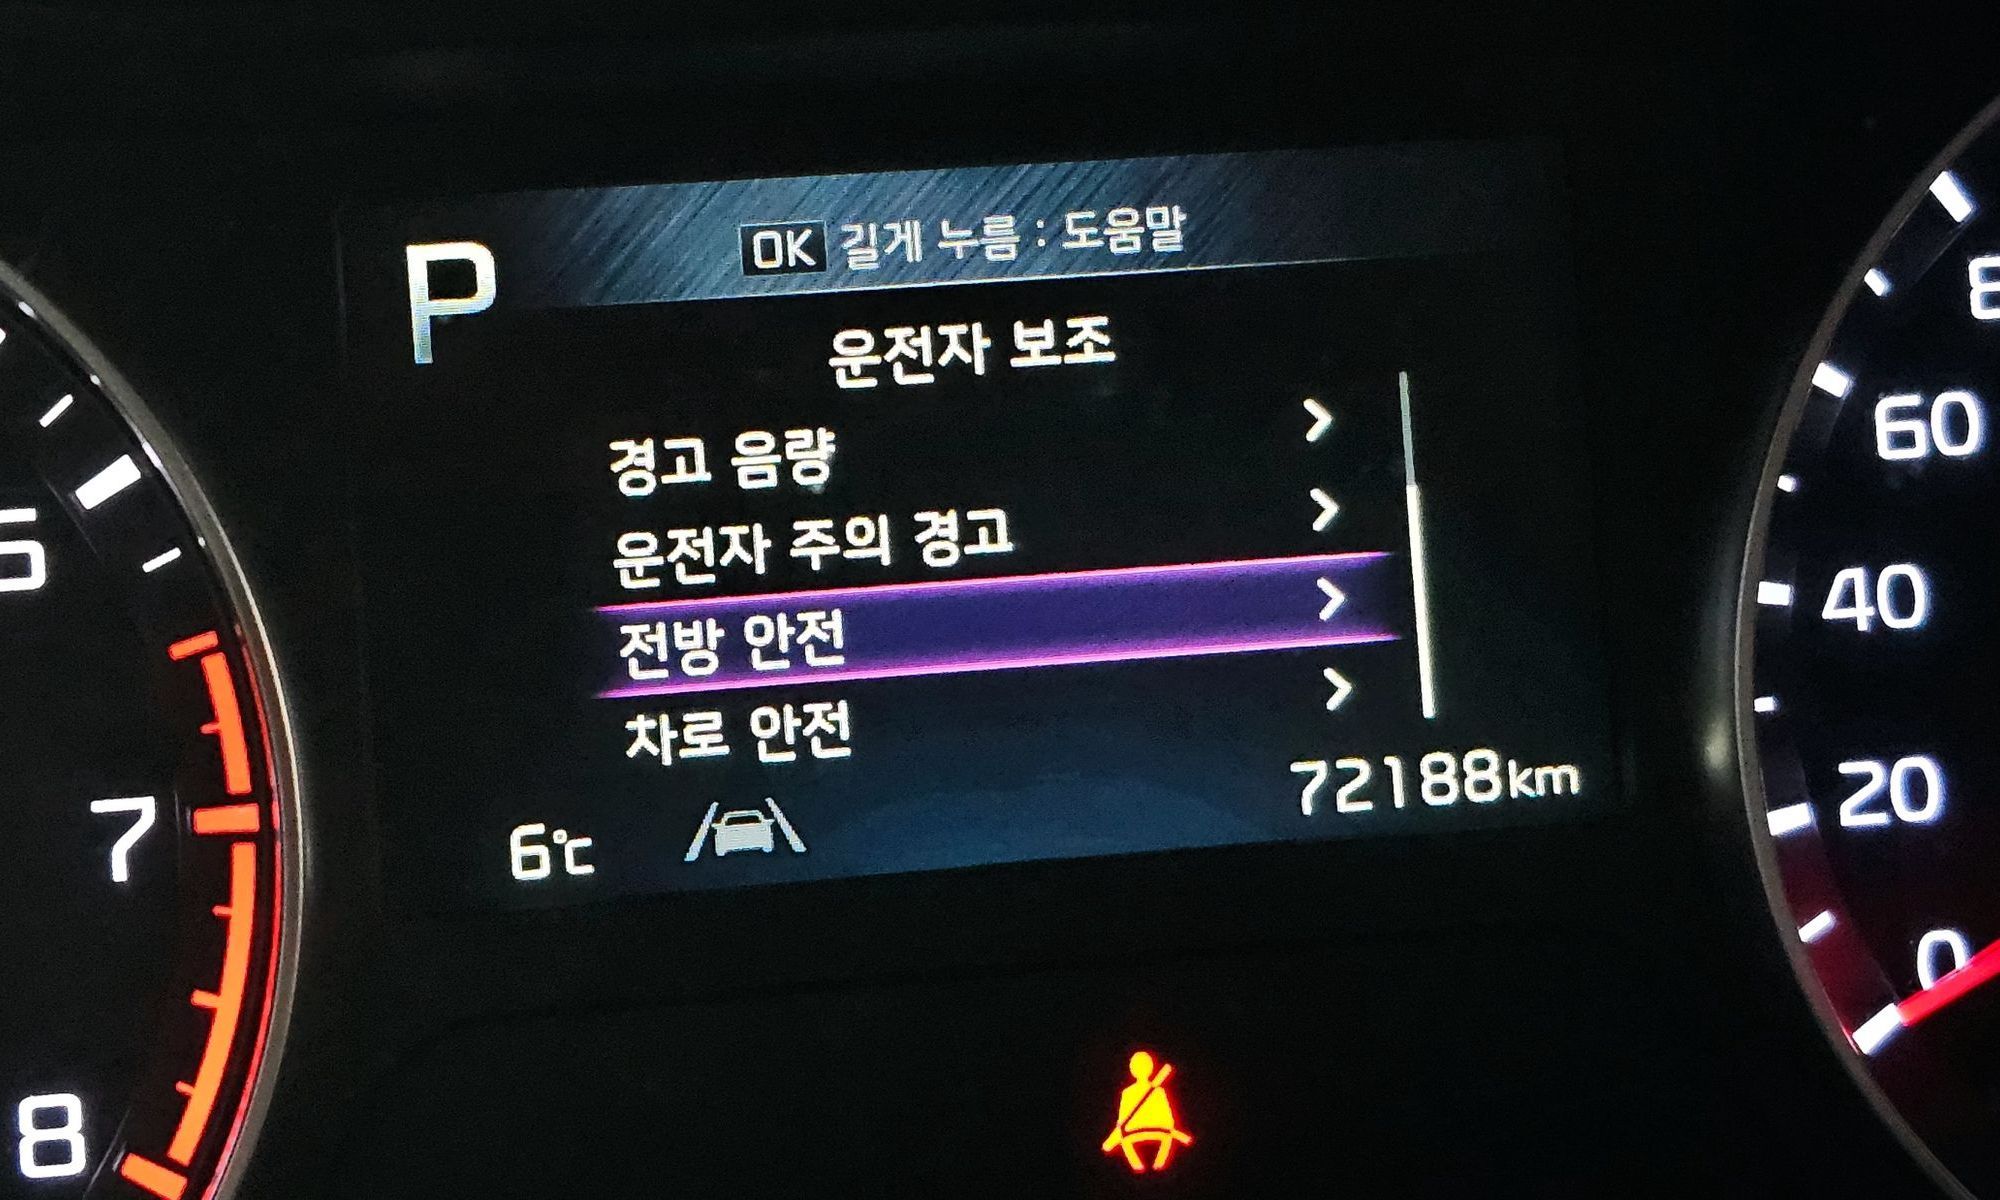 P
OK 길게 누름 : 도움말
운전자 보조
경고 음량
운전자 주의 경고
전방 안전
차로 안전
6℃
72188km
7
8
60
40
20
0